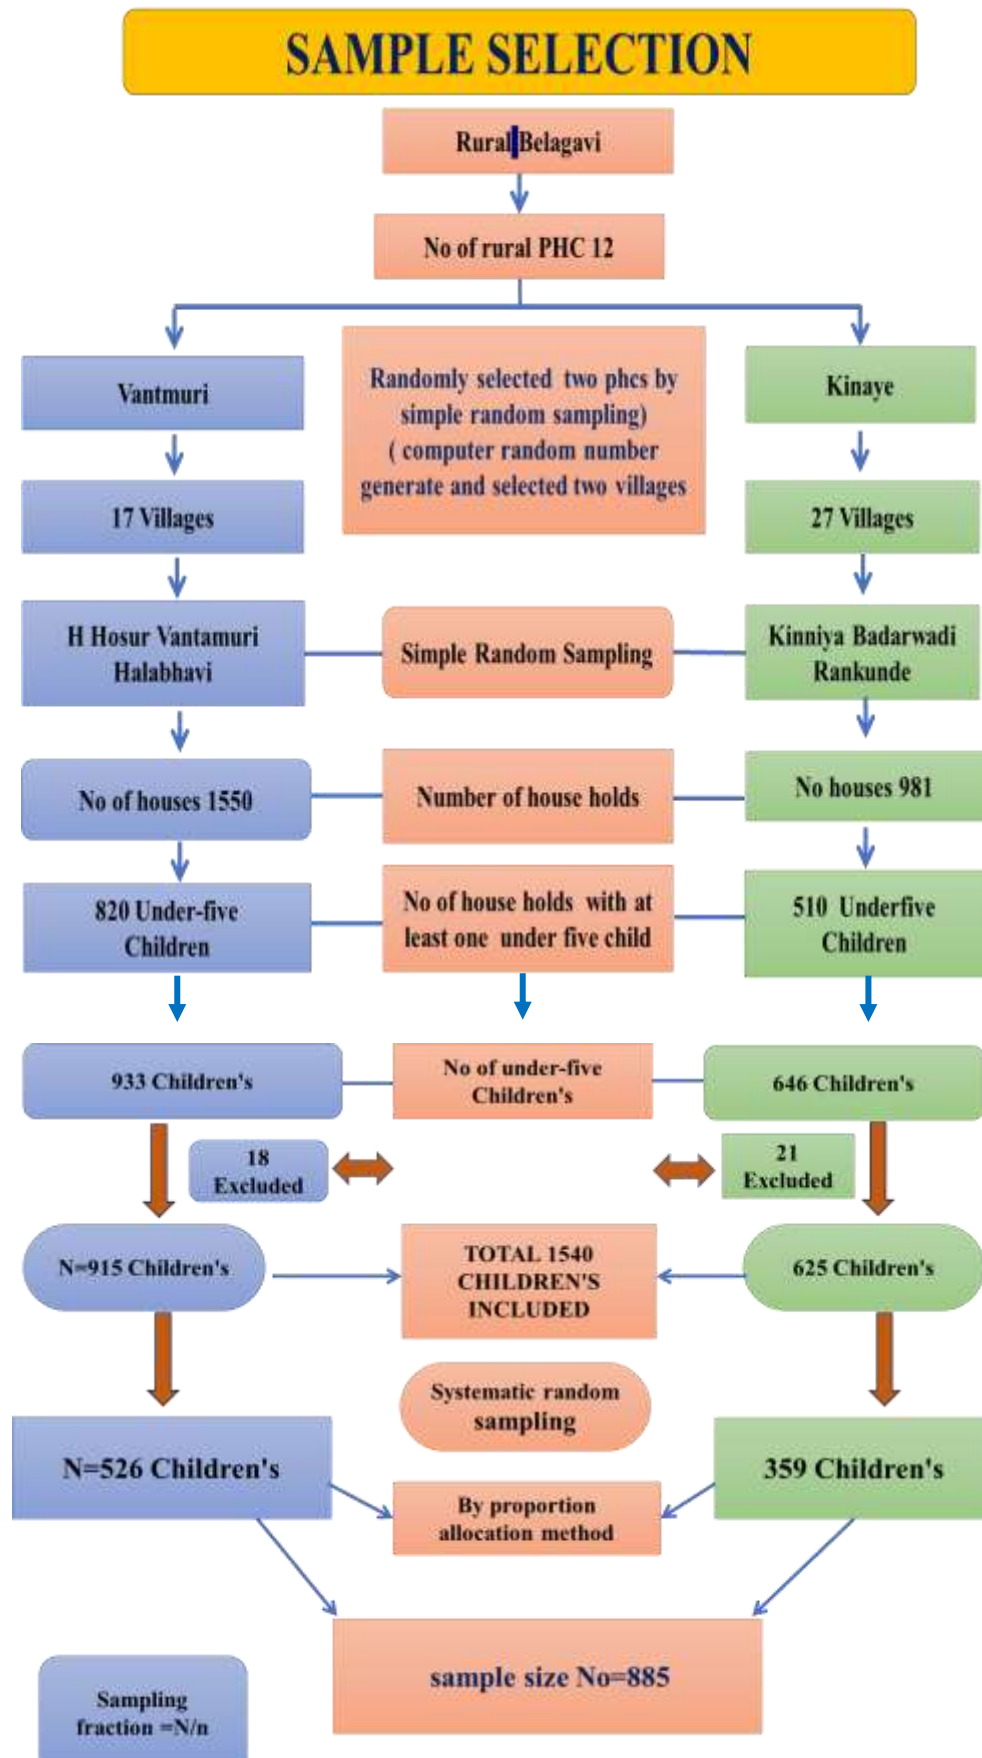 SAMPLE SELECTION
Rural Belagavi
No of rural PHC 12
Vantmuri
Randomly selected two phcs by
simple random sampling)
( computer random number
generate and selected two villages
Kinaye
17 Villages
27 Villages
H Hosur Vantamuri
Halabhavi
Simple Random Sampling
Kinniya Badarwadi
Rankunde
No of houses 1550
Number of house holds
No houses 981
820 Under-five
Children
No of house holds with at
least one under five child
510 Underfive
Children
933 Children's
No of under-five
Children's
646 Children's
18
Excluded
21
Excluded
N=915 Children's
TOTAL 1540
CHILDREN'S
INCLUDED
625 Children's
Systematic random
sampling
N=526 Children's
359 Children's
By proportion
allocation method
sample size No=885
Sampling
fraction =N/n